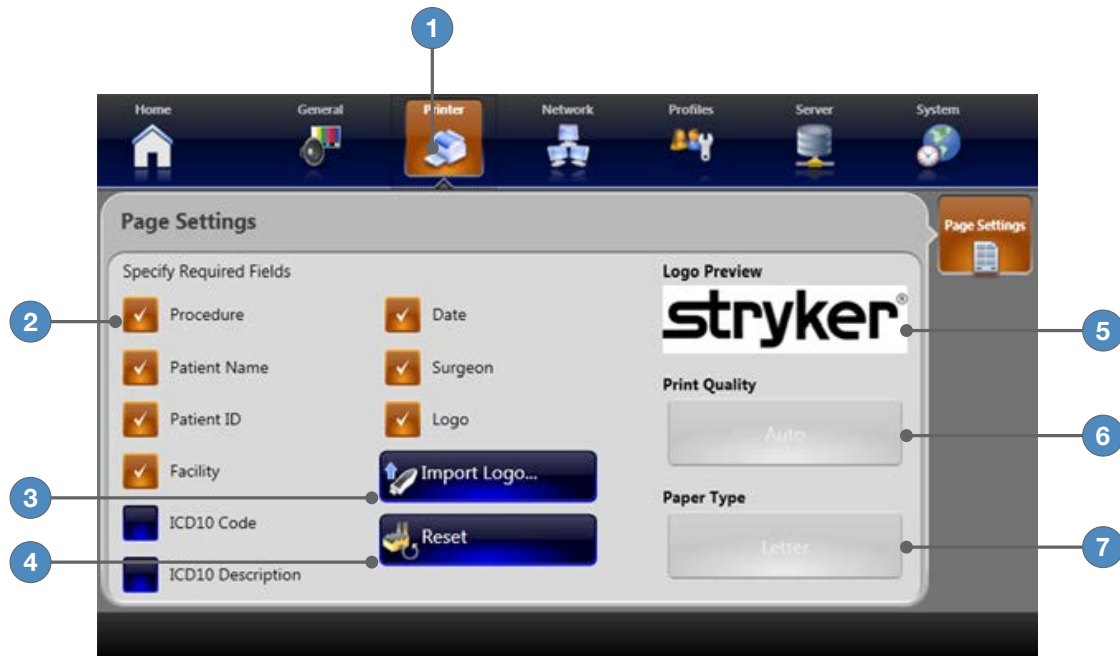 1
Home General Printer Network Profiles Server System
Page Settings
Page Settings
Specify Required Fields
Logo Preview
2
Procedure
Date
stryker®
5
Patient Name
Surgeon
Print Quality
Patient ID
Logo
Auto
6
Facility
Import Logo...
3
Paper Type
ICD10 Code
Reset
Letter
7
4
ICD10 Description